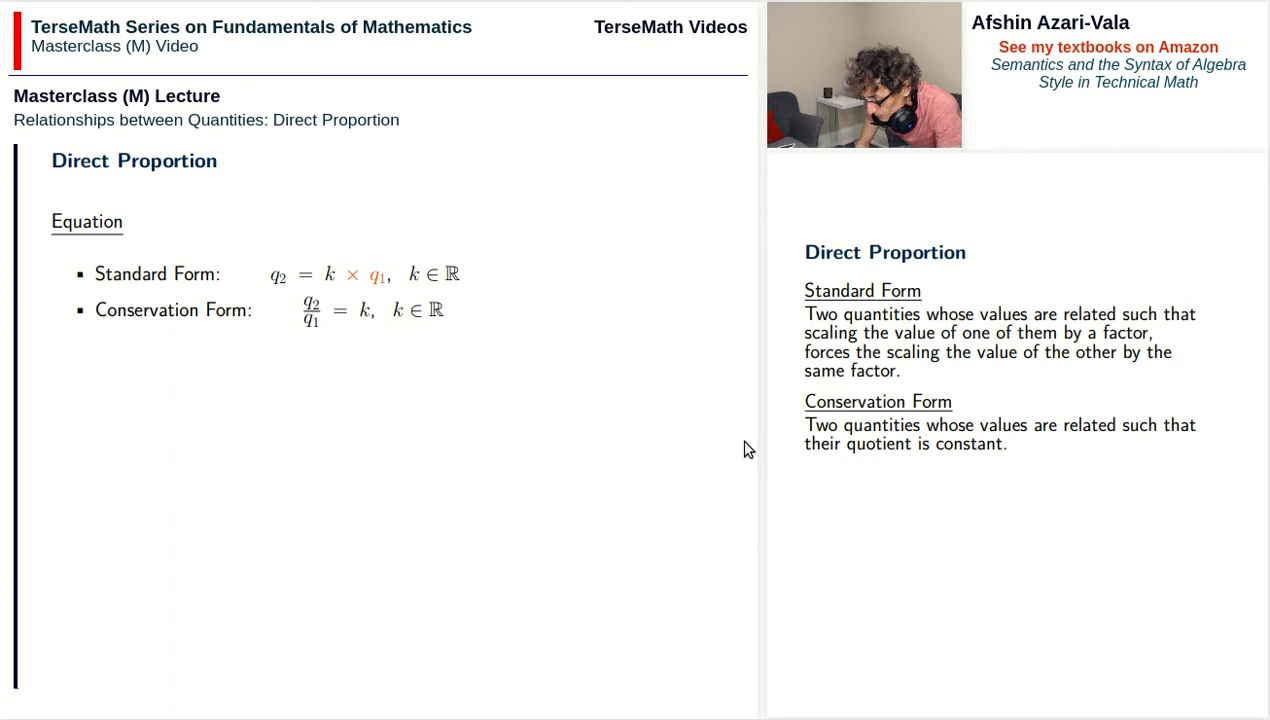 TerseMath Series on Fundamentals of Mathematics
TerseMath Videos
Masterclass (M) Video
Masterclass (M) Lecture
Relationships between Quantities: Direct Proportion
Direct Proportion
Equation
▪ Standard Form: q₂ = k × q₁, k ∈ ℝ
▪ Conservation Form: q₂/q₁ = k, k ∈ ℝ
Afshin Azari-Vala
See my textbooks on Amazon
Semantics and the Syntax of Algebra
Style in Technical Math
Direct Proportion
Standard Form
Two quantities whose values are related such that
scaling the value of one of them by a factor,
forces the scaling the value of the other by the
same factor.
Conservation Form
Two quantities whose values are related such that
their quotient is constant.